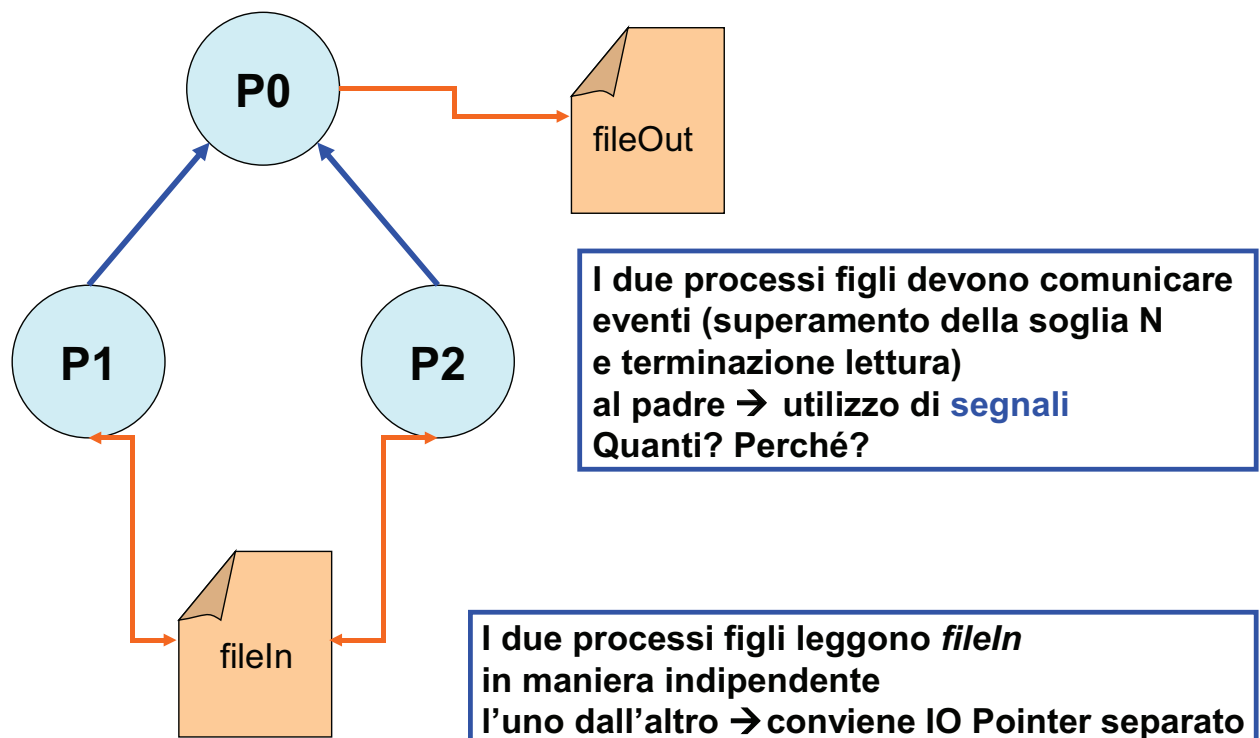 P0
fileOut
I due processi figli devono comunicare
eventi (superamento della soglia N
e terminazione lettura)
al padre → utilizzo di segnali
Quanti? Perché?
P1
P2
fileIn
I due processi figli leggono fileIn
in maniera indipendente
l'uno dall'altro → conviene IO Pointer separato